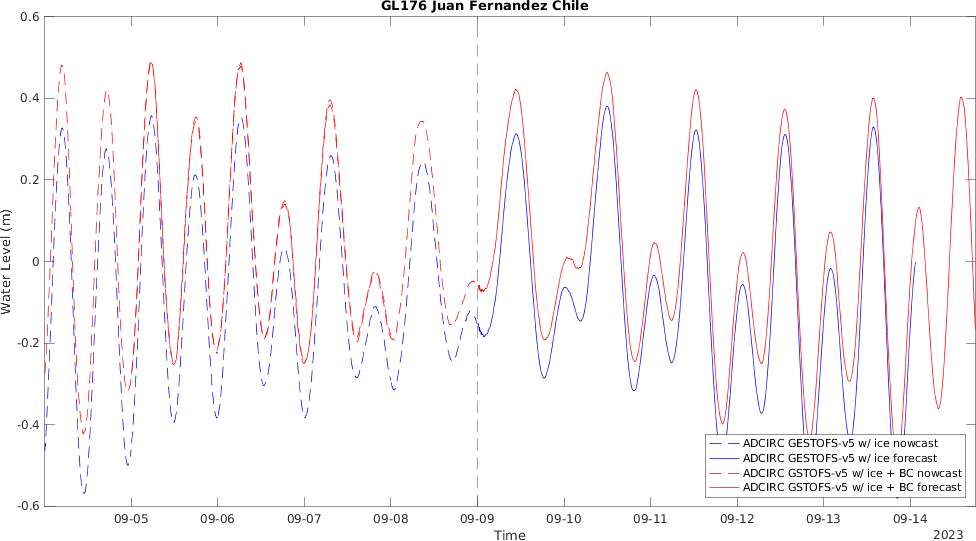 GL176 Juan Fernandez Chile
Water Level (m)
0.6
0.4
0.2
0
-0.2
-0.4
-0.6
09-05
09-06
09-07
09-08
09-09
09-10
09-11
09-12
09-13
09-14
Time
2023
ADCIRC GESTOFS-v5 w/ ice nowcast
ADCIRC GESTOFS-v5 w/ ice forecast
ADCIRC GSTOFS-v5 w/ ice + BC nowcast
ADCIRC GSTOFS-v5 w/ ice + BC forecast